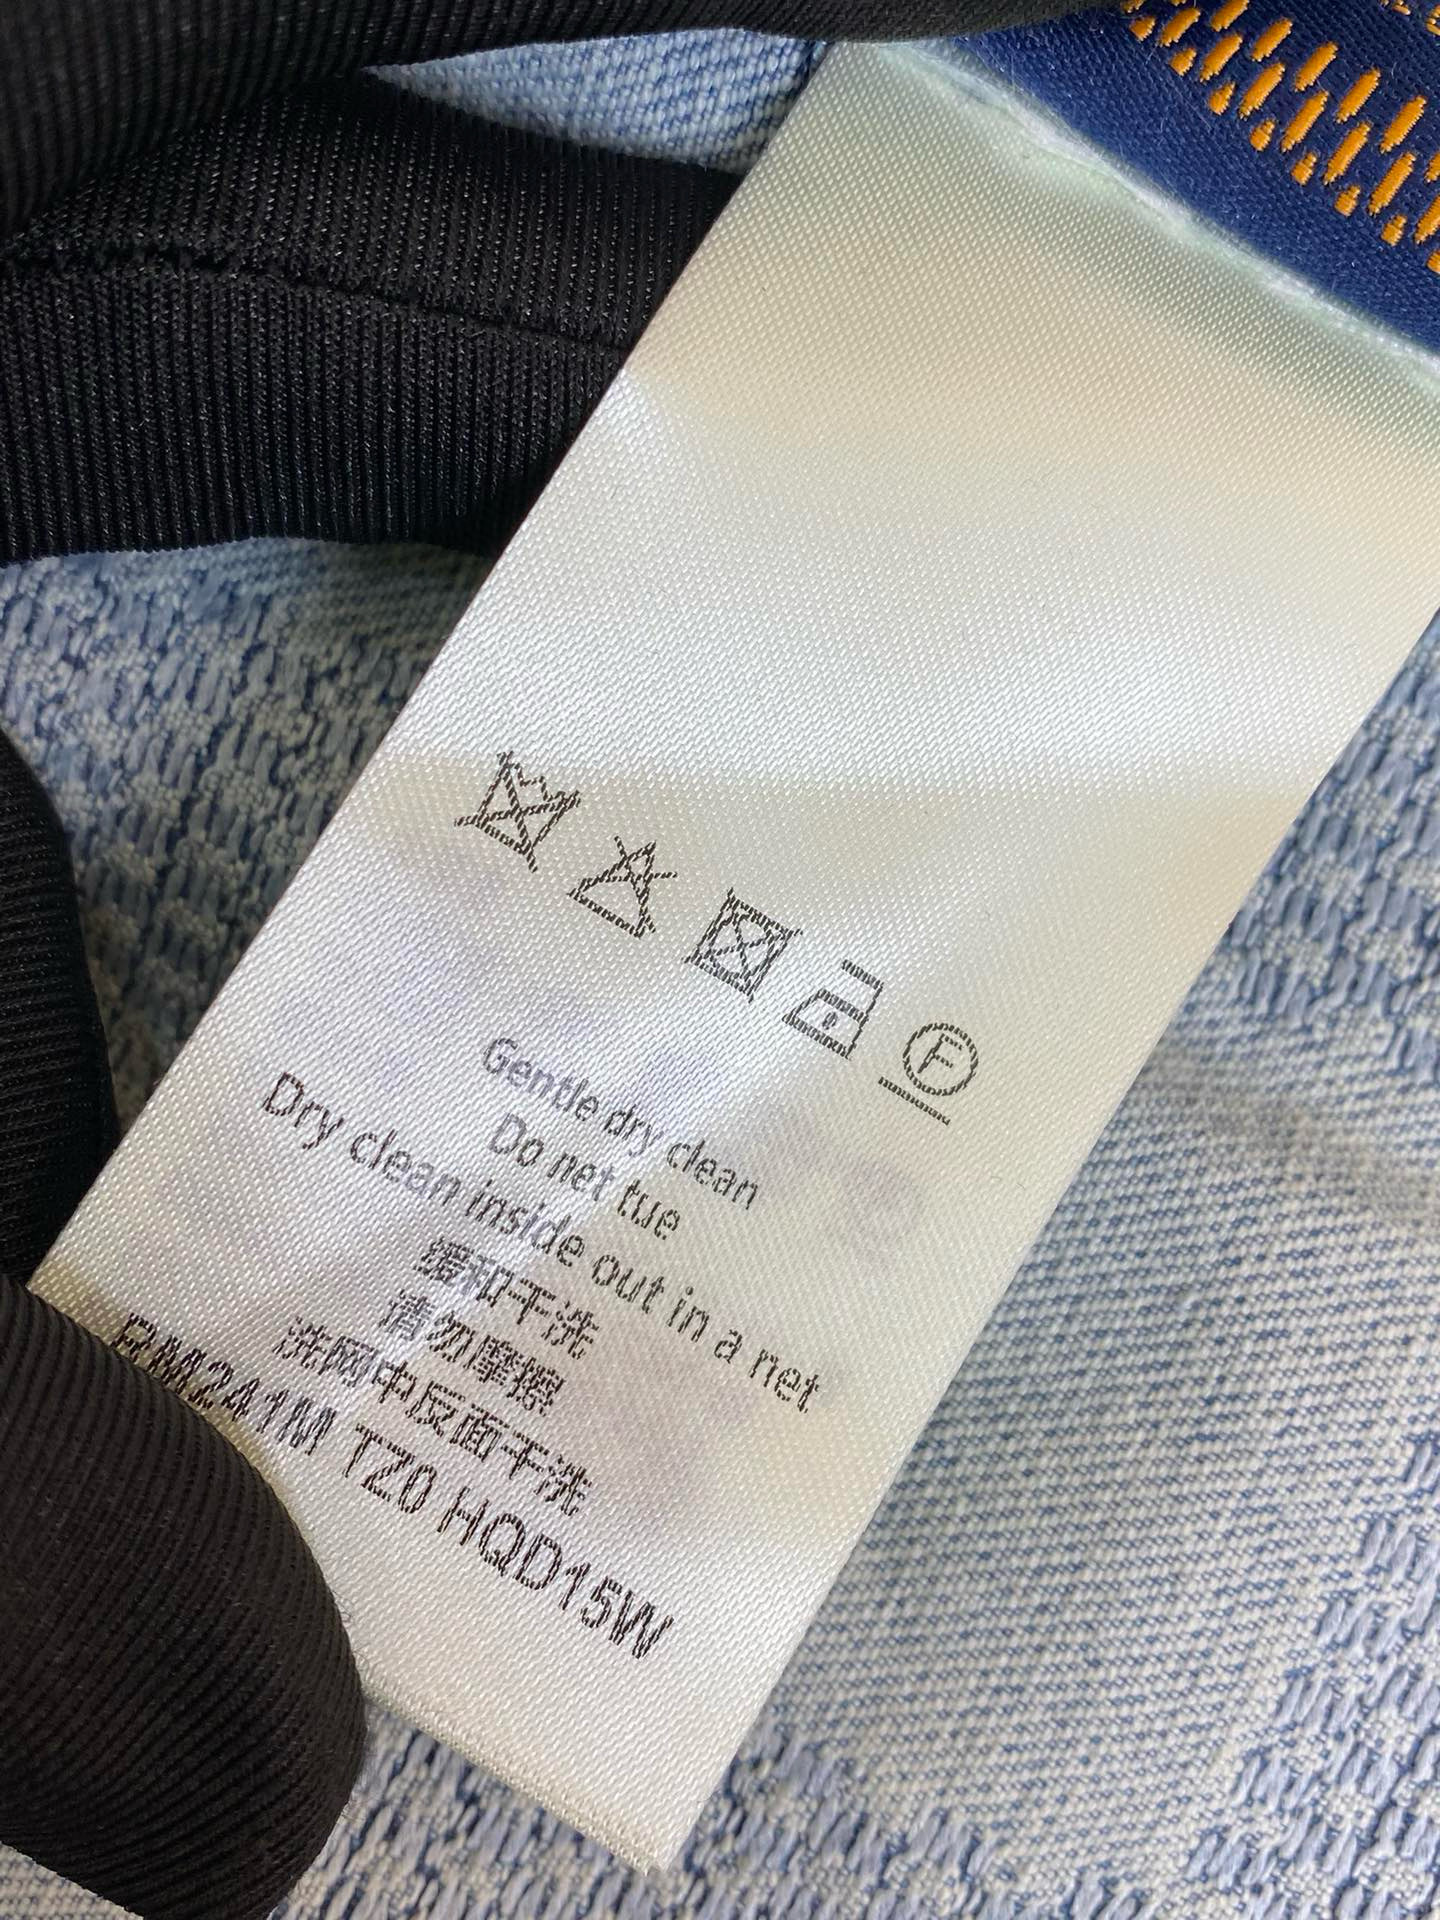 F
Gentle dry clean
Do net tue
Dry clean inside out in a net
缓和干洗
请勿摩擦
洗网中反面干洗
RM241M TZ0 HQD15W